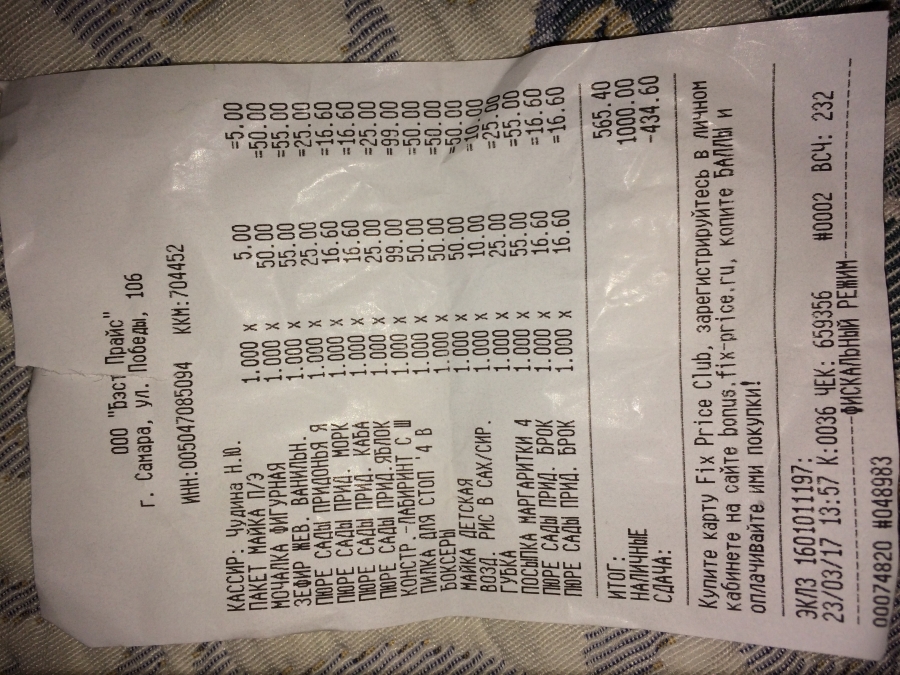 ООО "Бэст Прайс"
г. Самара, ул. Победы, 106
ИНН:005047085094 ККМ:704452
КАССИР: Чудина Н.Ю.
ПАКЕТ МАЙКА П/Э 1.000 X 5.00 =5.00
МОЧАЛКА ФИГУРНАЯ 1.000 X 50.00 =50.00
ЗЕФИР ЖЕВ. ВАНИЛЬН. 1.000 X 55.00 =55.00
ПЮРЕ САДЫ ПРИДОНЬЯ Я 1.000 X 25.00 =25.00
ПЮРЕ САДЫ ПРИД. МОРК 1.000 X 16.60 =16.60
ПЮРЕ САДЫ ПРИД. КАБА 1.000 X 16.60 =16.60
ПЮРЕ САДЫ ПРИД.ЯБЛОК 1.000 X 25.00 =25.00
КОНСТР.-ЛАБИРИНТ С Ш 1.000 X 99.00 =99.00
ПИЛКА ДЛЯ СТОП '4 В 1.000 X 50.00 =50.00
БОКСЕРЫ 1.000 X 50.00 =50.00
МАЙКА ДЕТСКАЯ 1.000 X 50.00 =50.00
ВОЗД. РИС В САХ/СИР. 1.000 X 10.00 =10.00
ГУБКА 1.000 X 25.00 =25.00
ПОСЫПКА МАРГАРИТКИ 4 1.000 X 55.00 =55.00
ПЮРЕ САДЫ ПРИД. БРОК 1.000 X 16.60 =16.60
ПЮРЕ САДЫ ПРИД. БРОК 1.000 X 16.60 =16.60
ИТОГ: 565.40
НАЛИЧНЫЕ 1000.00
СДАЧА: -434.60
Купите карту Fix Price Club, зарегистрируйтесь в личном
кабинете на сайте bonus.fix-price.ru, копите БАЛЛЫ и
оплачивайте ими покупки!
ЭКЛЗ 1601011197:
23/03/17 13:57 К:0036 ЧЕК: 659356 #0002 ВСЧ: 232
ФИСКАЛЬНЫЙ РЕЖИМ
00074820 #048983